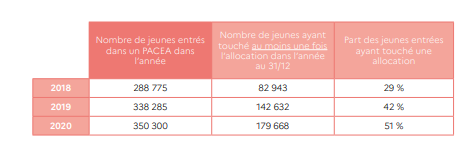 Nombre de jeunes entrés
dans un PACEA dans
l'année
Nombre de jeunes ayant
touché au moins une fois
l'allocation dans l'année
au 31/12
Part des jeunes entrées
ayant touché une
allocation
2018 288 775 82 943 29 %
2019 338 285 142 632 42 %
2020 350 300 179 668 51 %